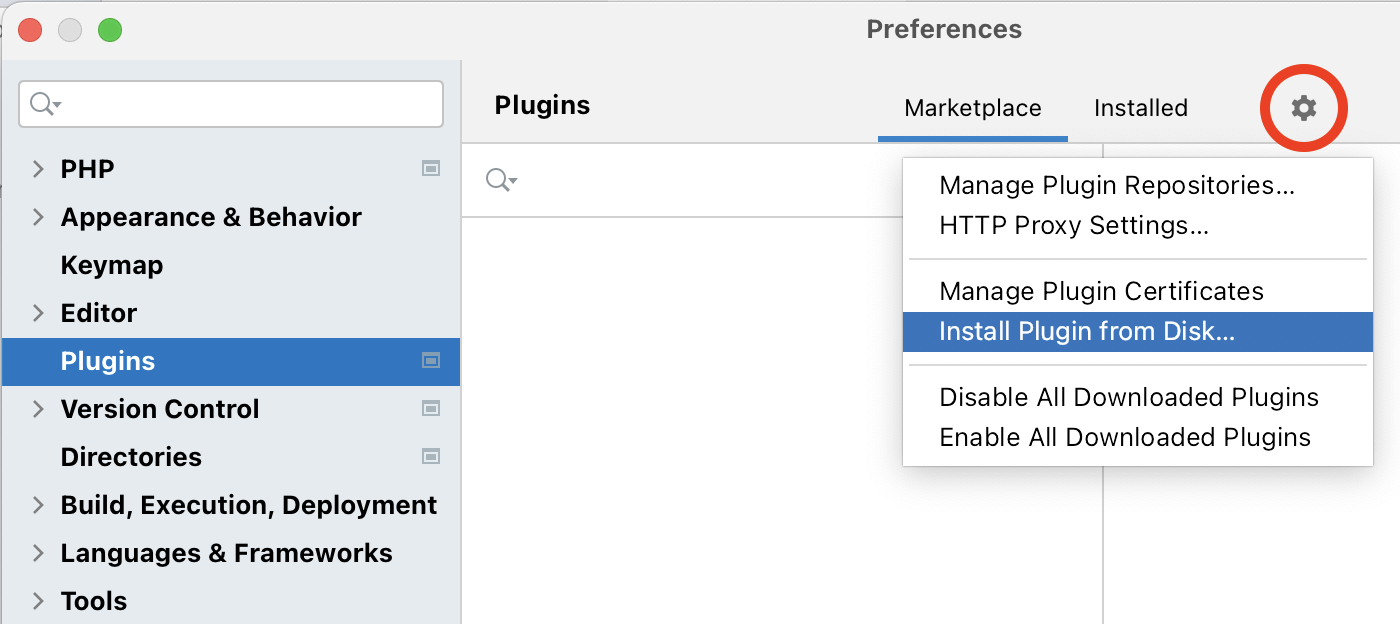 Preferences
Plugins
Marketplace
Installed
PHP
Appearance & Behavior
Keymap
Editor
Plugins
Version Control
Directories
Build, Execution, Deployment
Languages & Frameworks
Tools
Manage Plugin Repositories...
HTTP Proxy Settings...
Manage Plugin Certificates
Install Plugin from Disk...
Disable All Downloaded Plugins
Enable All Downloaded Plugins